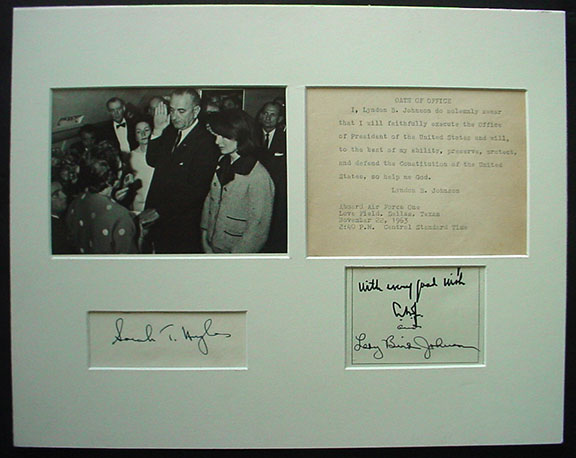 OATH OF OFFICE
I, Lyndon B. Johnson do solemnly swear
that I will faithfully execute the Office
of President of the United States and will,
to the best of my ability, preserve, protect,
and defend the Constitution of the United
States, so help me God.
Lyndon B. Johnson
Aboard Air Force One
Love Field, Dallas, Texas
November 22, 1963
2:40 P.M. Central Standard Time
Sarah T. Hughes
with every good wish
LBJ
and
Lady Bird Johnson